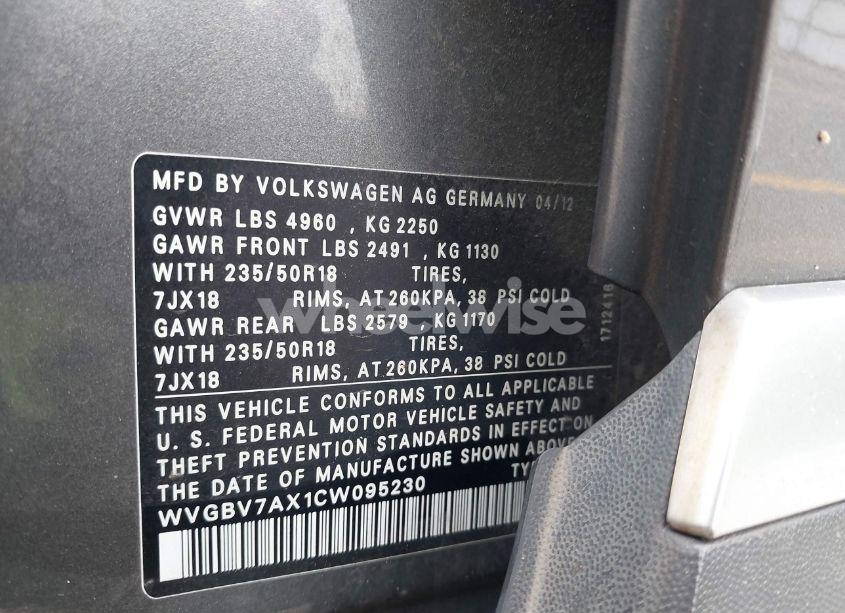 MFD BY VOLKSWAGEN AG GERMANY 04/12
GVWR LBS 4960 , KG 2250
GAWR FRONT LBS 2491 , KG 1130
WITH 235/50R18 TIRES,
7JX18 RIMS, AT 260KPA, 38 PSI COLD
GAWR REAR LBS 2579 , KG 1170
WITH 235/50R18 TIRES,
7JX18 RIMS, AT 260KPA, 38 PSI COLD
THIS VEHICLE CONFORMS TO ALL APPLICABLE
U. S. FEDERAL MOTOR VEHICLE SAFETY AND
THEFT PREVENTION STANDARDS IN EFFECT ON
THE DATE OF MANUFACTURE SHOWN ABOVE
WVGBV7AX1CW095230
1712416
wheelwise